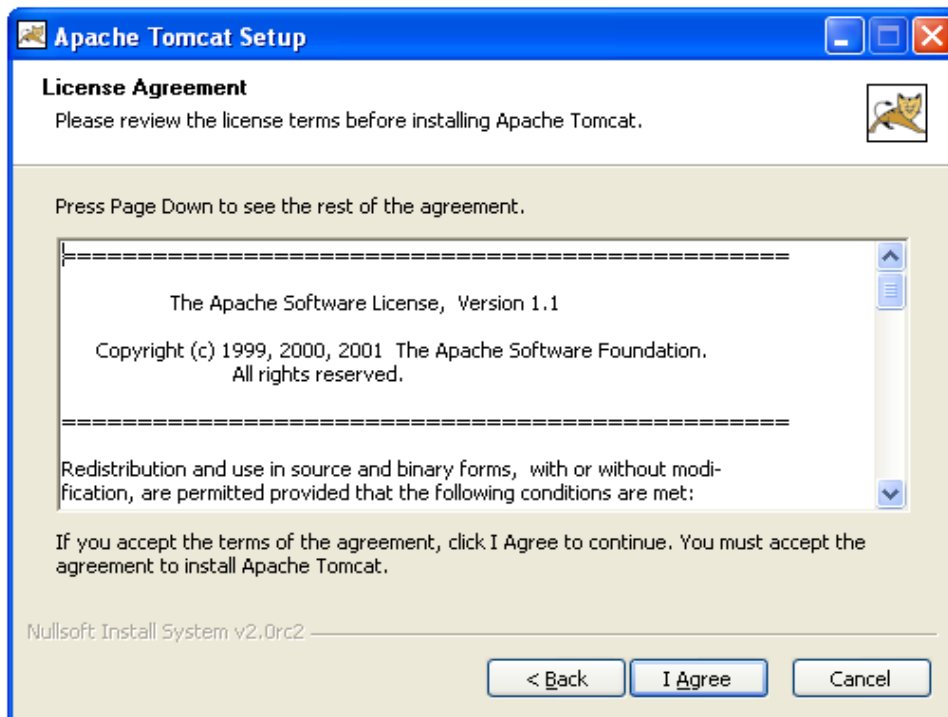 Apache Tomcat Setup
License Agreement
Please review the license terms before installing Apache Tomcat.
Press Page Down to see the rest of the agreement.
=================================================
The Apache Software License,  Version 1.1
Copyright (c) 1999, 2000, 2001  The Apache Software Foundation.
All rights reserved.
=================================================
Redistribution and use in source and binary forms,  with or without modi-
fication, are permitted provided that the following conditions are met:
If you accept the terms of the agreement, click I Agree to continue. You must accept the
agreement to install Apache Tomcat.
Nullsoft Install System v2.0rc2
< Back
I Agree
Cancel